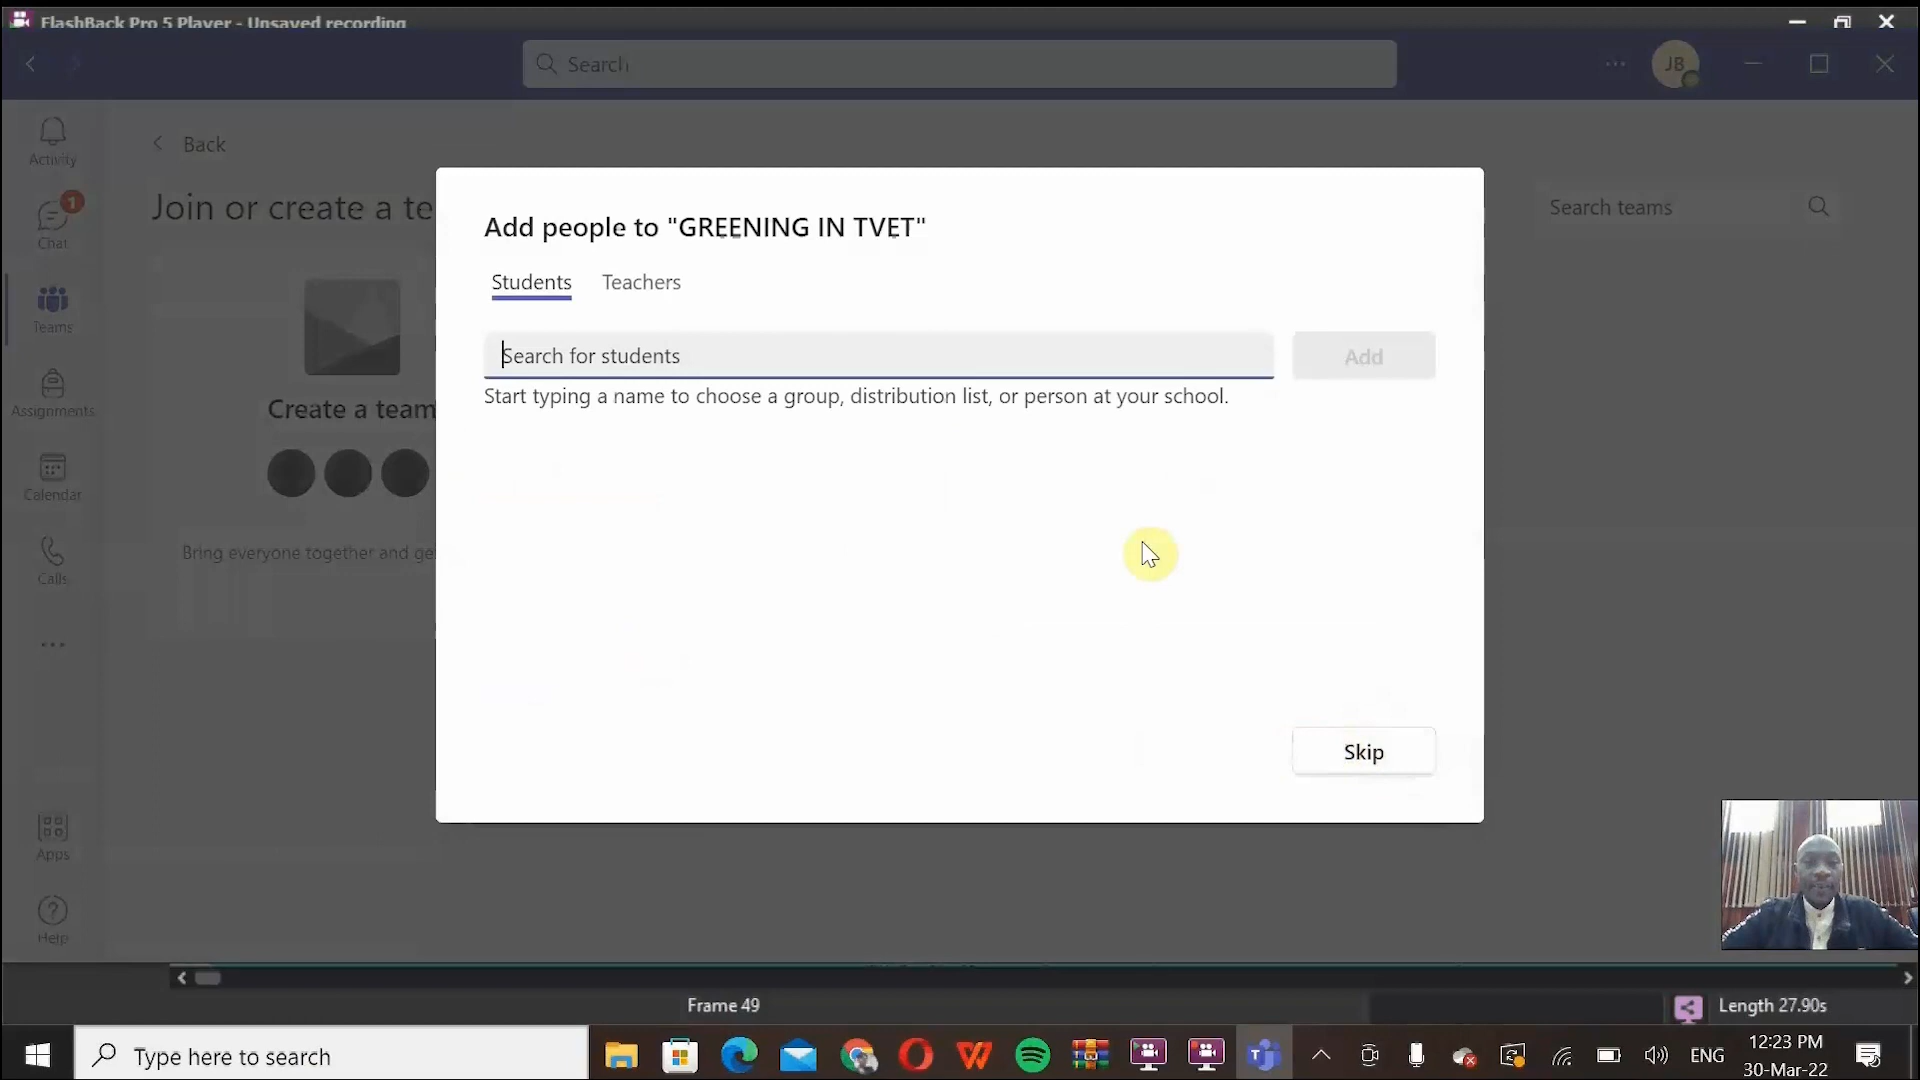 FlashBack Pro 5 Player - Unsaved recording
Search
JB
Activity
Back
1
Chat
Join or create a te
Search teams
Add people to "GREENING IN TVET"
Students Teachers
Teams
Search for students
Add
Start typing a name to choose a group, distribution list, or person at your school.
Assignments
Create a team
Calendar
Bring everyone together and ge
Calls
Skip
Apps
Help
Frame 49
Length 27.90s
Type here to search
ENG
12:23 PM
30-Mar-22